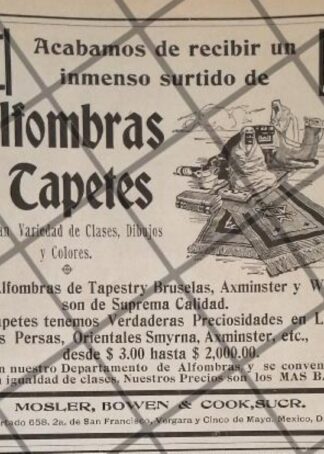 Acabamos de recibir un
inmenso surtido de
lfombras
Tapetes
an Variedad de Clases, Dibujos
y Colores.
lfombras de Tapestry Bruselas, Axminster y W
son de Suprema Calidad.
apetes tenemos Verdaderas Preciosidades en L
s Persas, Orientales Smyrna, Axminster, etc.,
desde $ 3.00 hasta $ 2,000.00.
n nuestro Departamento de Alfombras y se conven
n igualdad de clases, Nuestros Precios son los MAS BA
MOSLER, BOWEN & COOK, SUCR.
rtado 658. 2a. de San Francisco, Vergara y Cinco de Mayo. Mexico, D